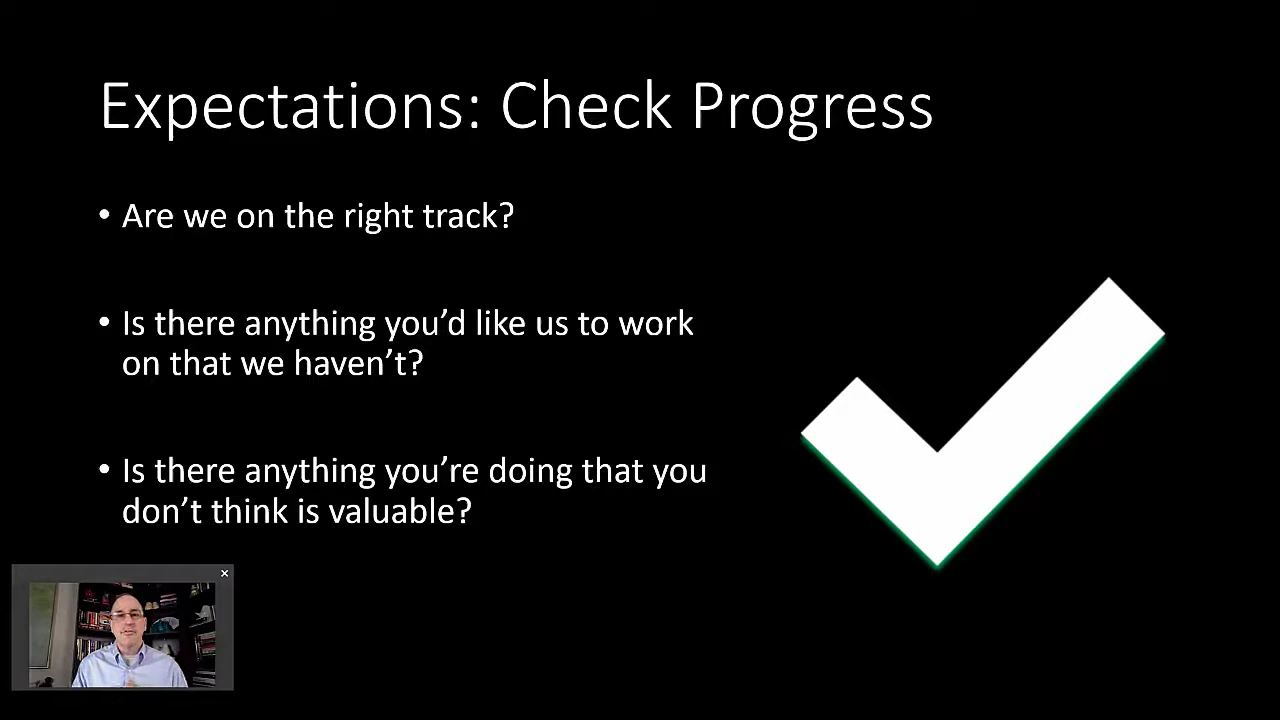 Expectations: Check Progress
• Are we on the right track?
• Is there anything you’d like us to work
on that we haven’t?
• Is there anything you’re doing that you
don’t think is valuable?